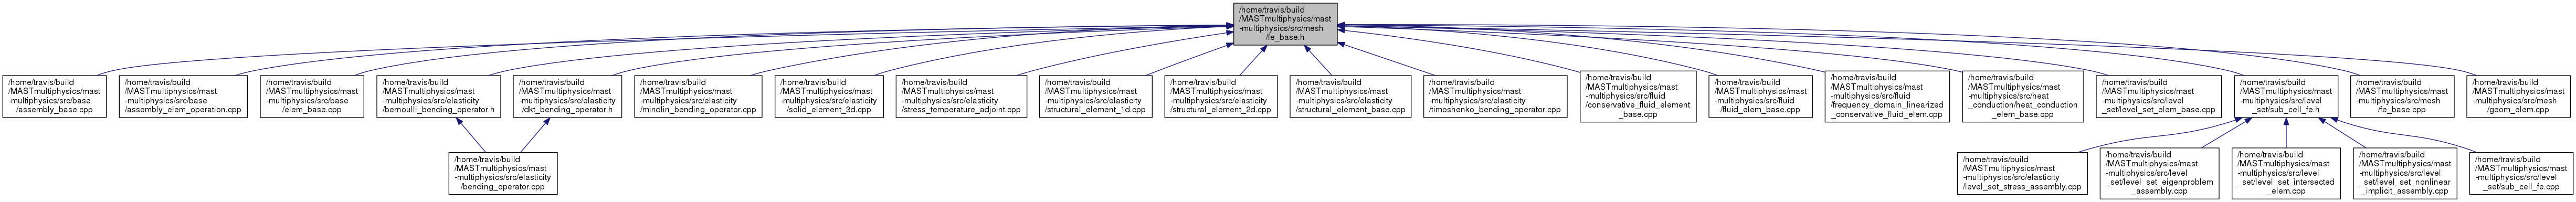 /home/travis/build
/MASTmultiphysics/mast
-multiphysics/src/mesh
/fe_base.h
/home/travis/build
/MASTmultiphysics/mast
-multiphysics/src/base
/assembly_base.cpp
/home/travis/build
/MASTmultiphysics/mast
-multiphysics/src/base
/assembly_elem_operation.cpp
/home/travis/build
/MASTmultiphysics/mast
-multiphysics/src/base
/elem_base.cpp
/home/travis/build
/MASTmultiphysics/mast
-multiphysics/src/elasticity
/bernoulli_bending_operator.h
/home/travis/build
/MASTmultiphysics/mast
-multiphysics/src/elasticity
/dkt_bending_operator.h
/home/travis/build
/MASTmultiphysics/mast
-multiphysics/src/elasticity
/mindlin_bending_operator.cpp
/home/travis/build
/MASTmultiphysics/mast
-multiphysics/src/elasticity
/solid_element_3d.cpp
/home/travis/build
/MASTmultiphysics/mast
-multiphysics/src/elasticity
/stress_temperature_adjoint.cpp
/home/travis/build
/MASTmultiphysics/mast
-multiphysics/src/elasticity
/structural_element_1d.cpp
/home/travis/build
/MASTmultiphysics/mast
-multiphysics/src/elasticity
/structural_element_2d.cpp
/home/travis/build
/MASTmultiphysics/mast
-multiphysics/src/elasticity
/structural_element_base.cpp
/home/travis/build
/MASTmultiphysics/mast
-multiphysics/src/elasticity
/timoshenko_bending_operator.cpp
/home/travis/build
/MASTmultiphysics/mast
-multiphysics/src/fluid
/conservative_fluid_element
_base.cpp
/home/travis/build
/MASTmultiphysics/mast
-multiphysics/src/fluid
/fluid_elem_base.cpp
/home/travis/build
/MASTmultiphysics/mast
-multiphysics/src/fluid
/frequency_domain_linearized
_conservative_fluid_elem.cpp
/home/travis/build
/MASTmultiphysics/mast
-multiphysics/src/heat
_conduction/heat_conduction
_elem_base.cpp
/home/travis/build
/MASTmultiphysics/mast
-multiphysics/src/level
_set/level_set_elem_base.cpp
/home/travis/build
/MASTmultiphysics/mast
-multiphysics/src/level
_set/sub_cell_fe.h
/home/travis/build
/MASTmultiphysics/mast
-multiphysics/src/mesh
/fe_base.cpp
/home/travis/build
/MASTmultiphysics/mast
-multiphysics/src/mesh
/geom_elem.cpp
/home/travis/build
/MASTmultiphysics/mast
-multiphysics/src/elasticity
/bending_operator.cpp
/home/travis/build
/MASTmultiphysics/mast
-multiphysics/src/elasticity
/level_set_stress_assembly.cpp
/home/travis/build
/MASTmultiphysics/mast
-multiphysics/src/level
_set/level_set_eigenproblem
_assembly.cpp
/home/travis/build
/MASTmultiphysics/mast
-multiphysics/src/level
_set/level_set_intersected
_elem.cpp
/home/travis/build
/MASTmultiphysics/mast
-multiphysics/src/level
_set/level_set_nonlinear
_implicit_assembly.cpp
/home/travis/build
/MASTmultiphysics/mast
-multiphysics/src/level
_set/sub_cell_fe.cpp